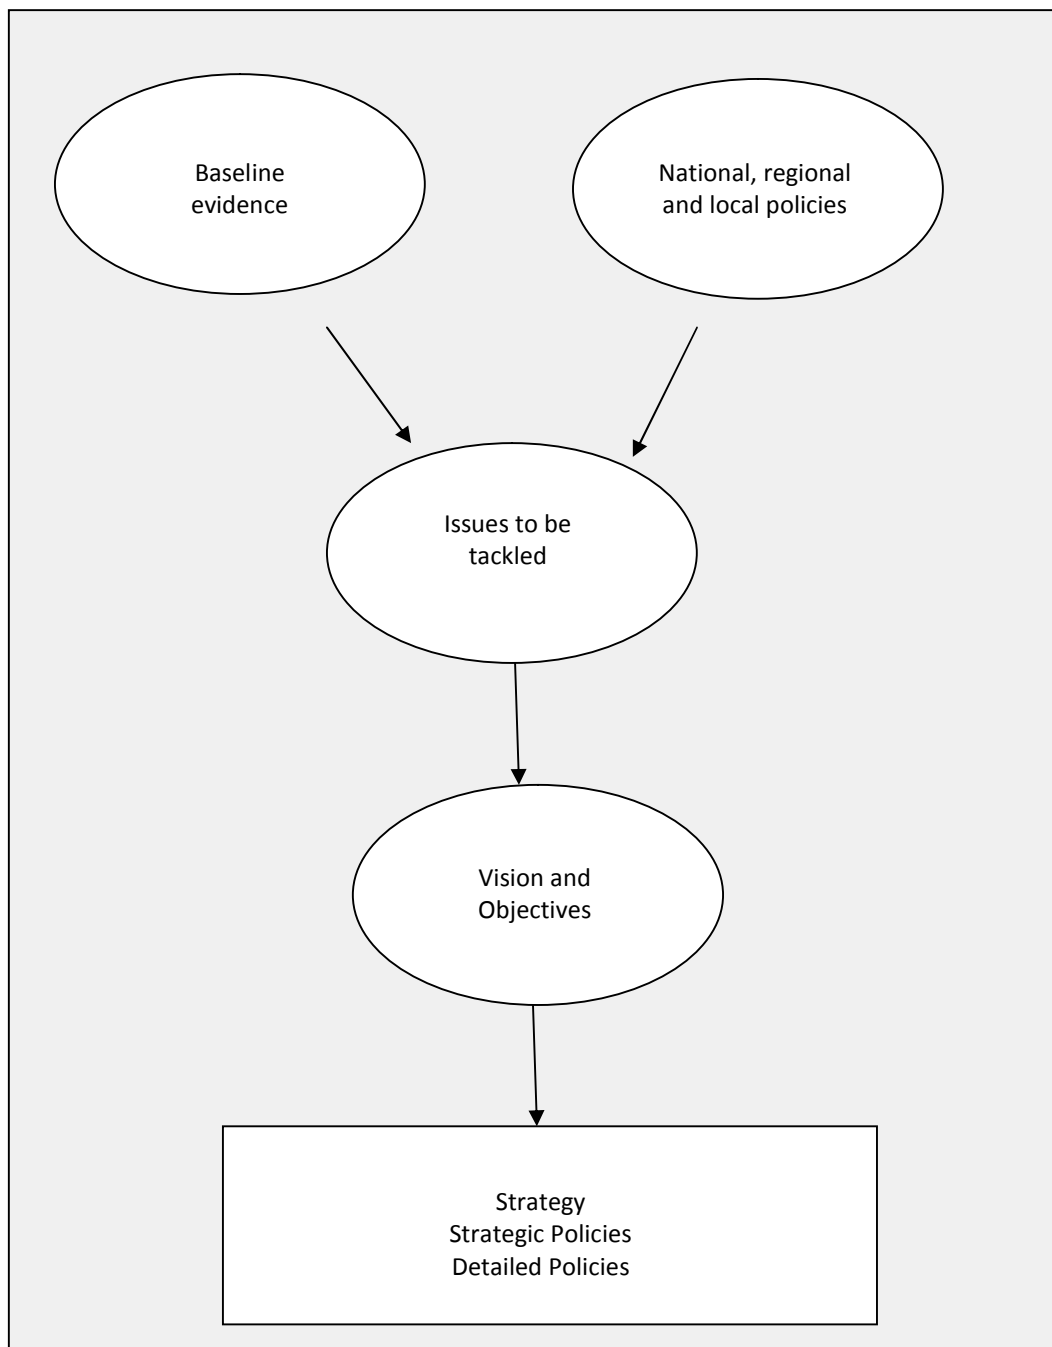 Baseline
evidence
National, regional
and local policies
Issues to be
tackled
Vision and
Objectives
Strategy
Strategic Policies
Detailed Policies